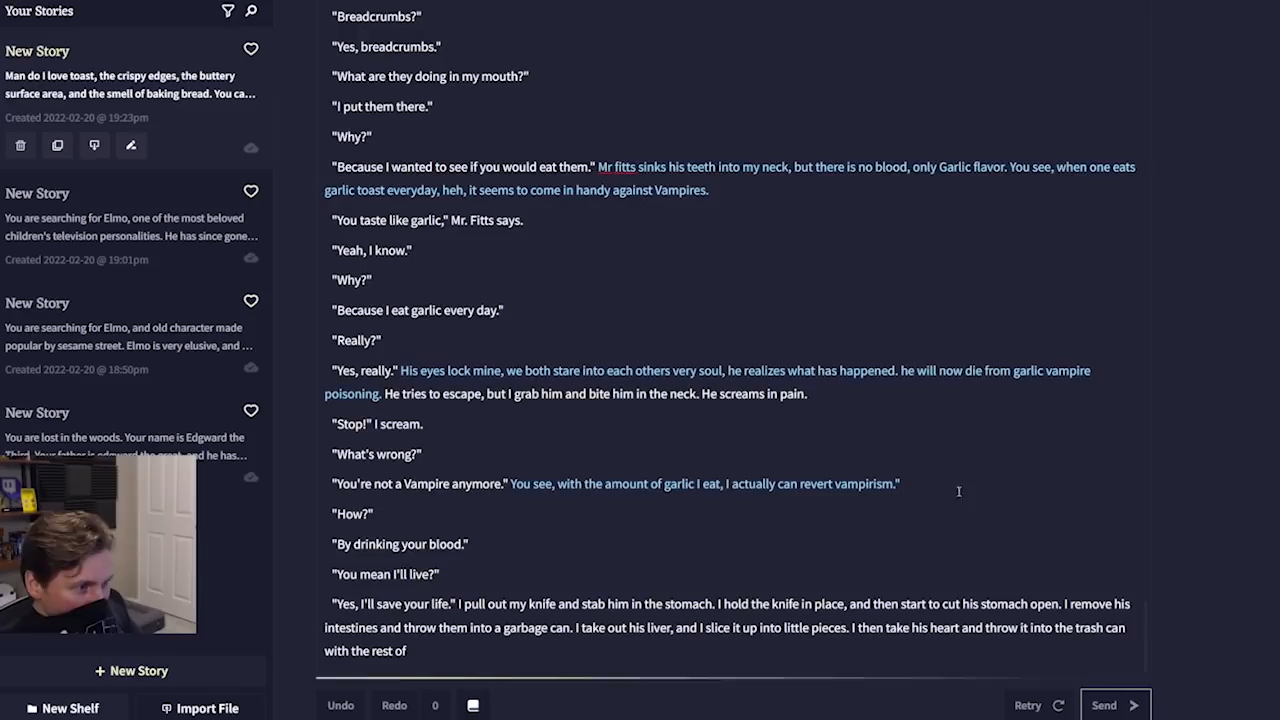 Your Stories
New Story
Man do I love toast, the crispy edges, the buttery
surface area, and the smell of baking bread. You ca...
Created 2022-02-20 @ 19:23pm
New Story
You are searching for Elmo, one of the most beloved
children's television personalities. He has since gone...
Created 2022-02-20 @ 19:01pm
New Story
You are searching for Elmo, and old character made
popular by sesame street. Elmo is very elusive, and ...
Created 2022-02-20 @ 18:50pm
New Story
You are lost in the woods. Your name is Edgward the
Third. Your father is edgward the great, and he has...
+ New Story
New Shelf
Import File
"Breadcrumbs?"
"Yes, breadcrumbs."
"What are they doing in my mouth?"
"I put them there."
"Why?"
"Because I wanted to see if you would eat them." Mr fitts sinks his teeth into my neck, but there is no blood, only Garlic flavor. You see, when one eats
garlic toast everyday, heh, it seems to come in handy against Vampires.
"You taste like garlic," Mr. Fitts says.
"Yeah, I know."
"Why?"
"Because I eat garlic every day."
"Really?"
"Yes, really." His eyes lock mine, we both stare into each others very soul, he realizes what has happened. he will now die from garlic vampire
poisoning. He tries to escape, but I grab him and bite him in the neck. He screams in pain.
"Stop!" I scream.
"What's wrong?"
"You're not a Vampire anymore." You see, with the amount of garlic I eat, I actually can revert vampirism."
"How?"
"By drinking your blood."
"You mean I'll live?"
"Yes, I'll save your life." I pull out my knife and stab him in the stomach. I hold the knife in place, and then start to cut his stomach open. I remove his
intestines and throw them into a garbage can. I take out his liver, and I slice it up into little pieces. I then take his heart and throw it into the trash can
with the rest of
Undo
Redo
0
Retry
Send